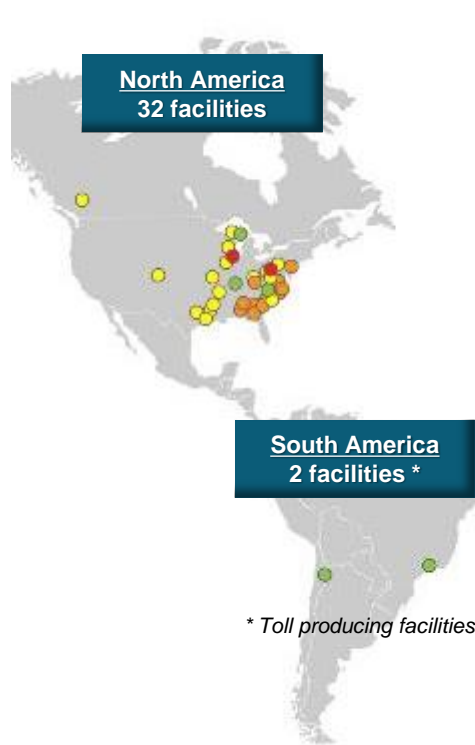 North America
32 facilities
South America
2 facilities *
* Toll producing facilities